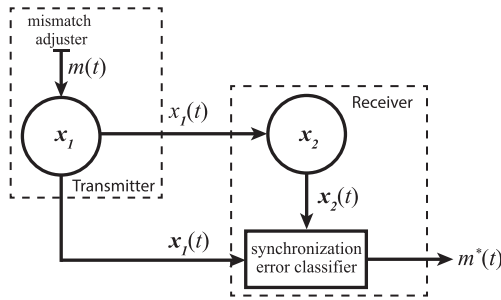 mismatch
adjuster
m(t)
x₁
Transmitter
x₁(t)
Receiver
x₂
x₂(t)
x₁(t)
synchronization
error classifier
m*(t)